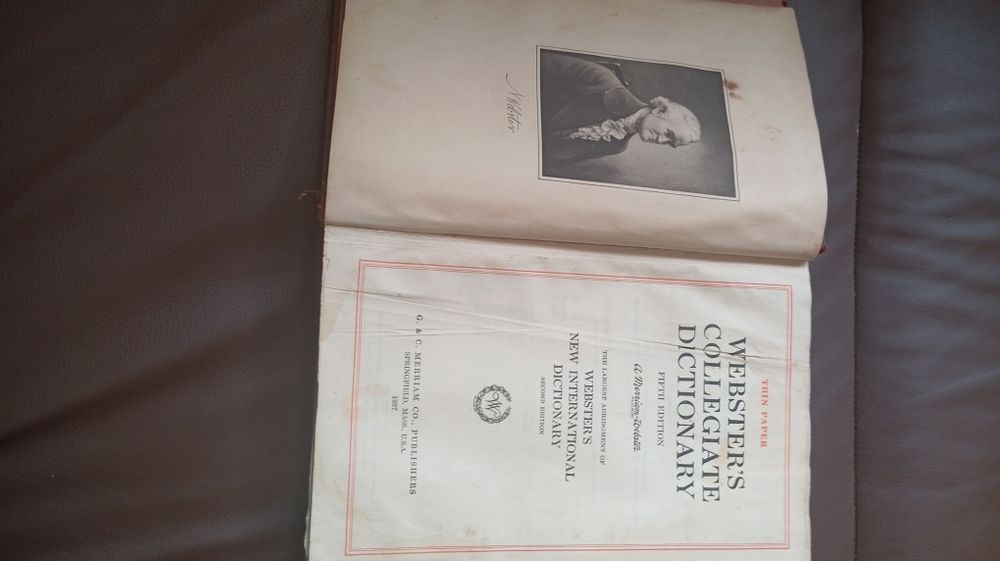 N Webster
THIN PAPER
WEBSTER'S
COLLEGIATE
DICTIONARY
FIFTH EDITION
a Merriam-Webster
THE LARGEST ABRIDGMENT OF
WEBSTER'S
NEW INTERNATIONAL
DICTIONARY
SECOND EDITION
W
G. & C. MERRIAM CO., PUBLISHERS
SPRINGFIELD, MASS., U.S.A.
1937